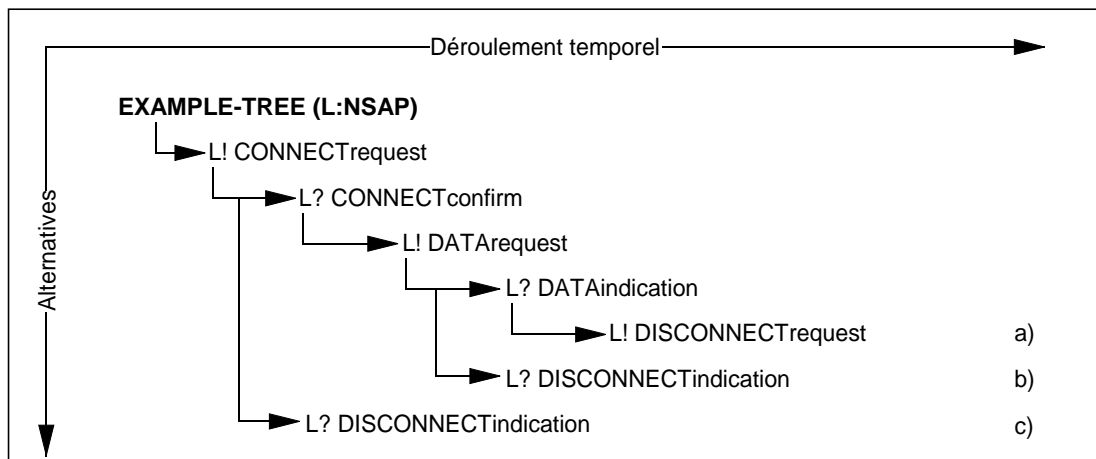 Déroulement temporel
EXAMPLE-TREE (L:NSAP)
L! CONNECTrequest
L? CONNECTconfirm
L! DATArequest
Alternatives
L? DATAindication
L! DISCONNECTrequest a)
L? DISCONNECTindication b)
L? DISCONNECTindication c)